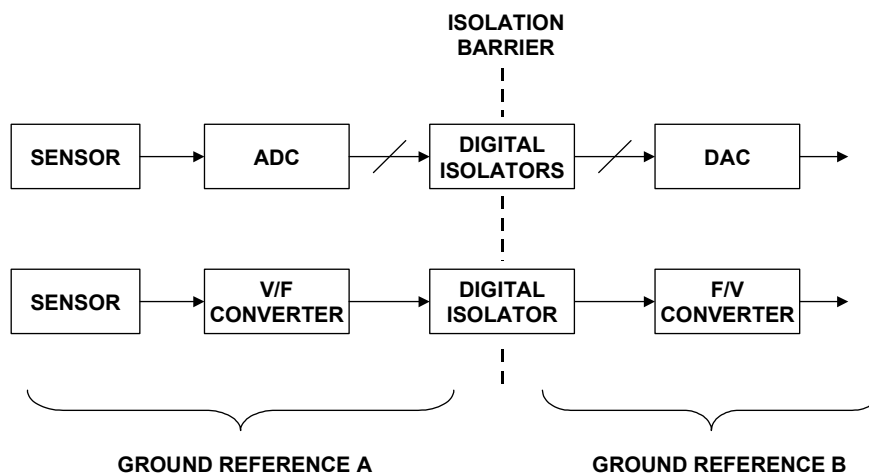 ISOLATION
BARRIER
SENSOR
ADC
DIGITAL
ISOLATORS
DAC
SENSOR
V/F
CONVERTER
DIGITAL
ISOLATOR
F/V
CONVERTER
GROUND REFERENCE A
GROUND REFERENCE B